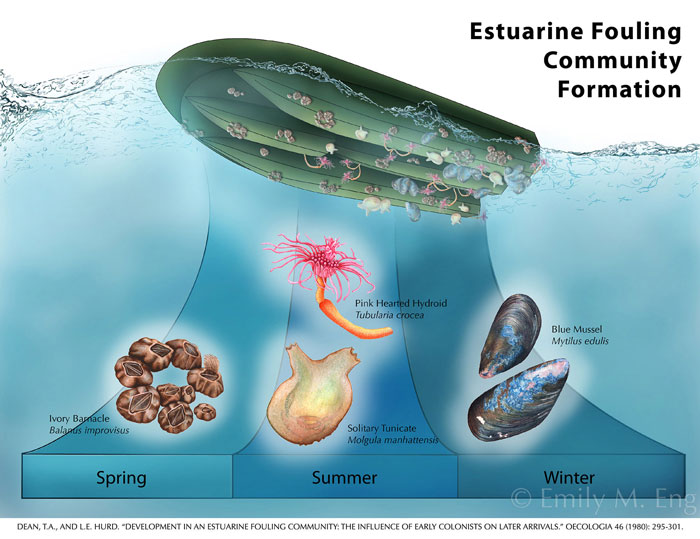 Estuarine Fouling
Community
Formation
Pink Hearted Hydroid
Tubularia crocea
Blue Mussel
Mytilus edulis
Ivory Barnacle
Balanus improvisus
Solitary Tunicate
Molgula manhattensis
Spring
Summer
Winter
© Emily M. Eng
DEAN, T.A., AND L.E. HURD. "DEVELOPMENT IN AN ESTUARINE FOULING COMMUNITY: THE INFLUENCE OF EARLY COLONISTS ON LATER ARRIVALS." OECOLOGIA 46 (1980): 295-301.